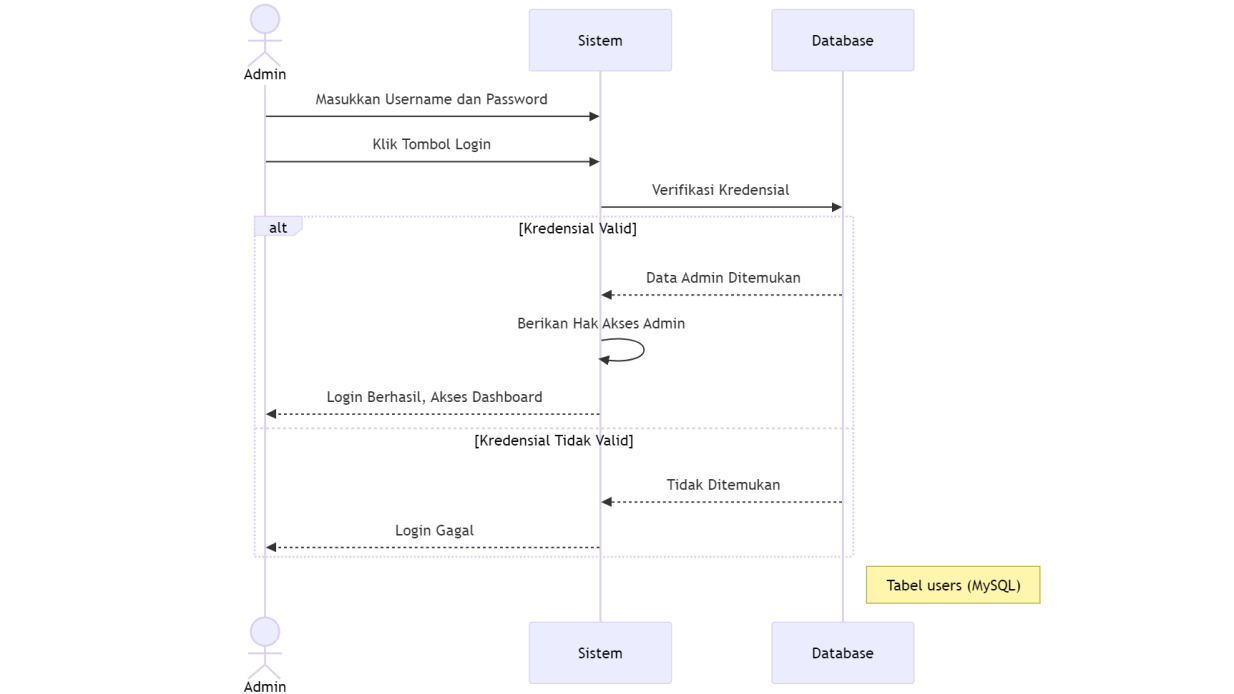 Sistem
Database
Admin
Masukkan Username dan Password
Klik Tombol Login
Verifikasi Kredensial
alt
[Kredensial Valid]
Data Admin Ditemukan
Berikan Hak Akses Admin
Login Berhasil, Akses Dashboard
[Kredensial Tidak Valid]
Tidak Ditemukan
Login Gagal
Tabel users (MySQL)
Sistem
Database
Admin